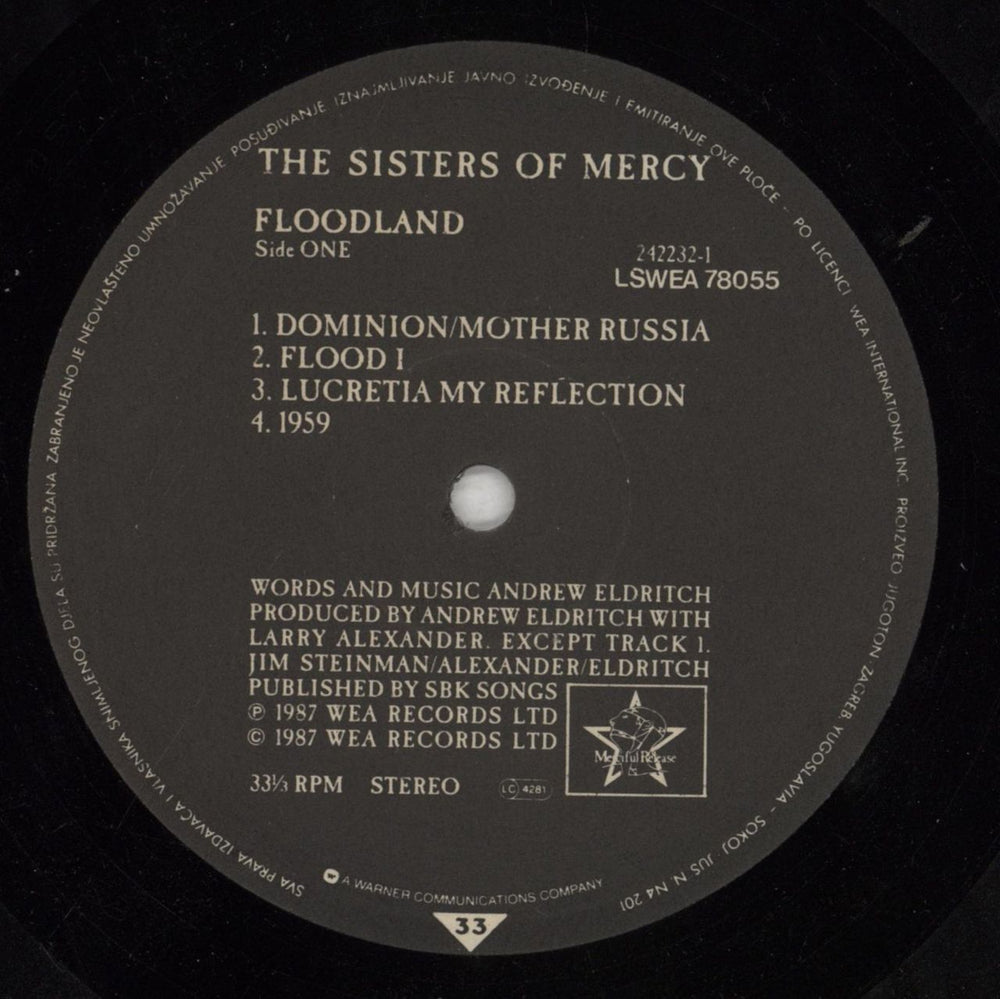 SVA PRAVA IZDAVAČA I VLASNIKA SNIMLJENOG DJELA SU PRIDRŽANA ZABRANJENO JE NEOVLAŠTENO UMNOŽAVANJE POSUĐIVANJE IZNAJMLJIVANJE JAVNO IZVOĐENJE I EMITIRANJE OVE PLOČE - PO LICENCI WEA INTERNATIONAL INC. PROIZVEO JUGOTON ZAGREB YUGOSLAVIA - SOKOJ JUS N N4 201
THE SISTERS OF MERCY
FLOODLAND
Side ONE
242232-1
LSWEA 78055
1. DOMINION/MOTHER RUSSIA
2. FLOOD I
3. LUCRETIA MY REFLECTION
4. 1959
WORDS AND MUSIC ANDREW ELDRITCH
PRODUCED BY ANDREW ELDRITCH WITH
LARRY ALEXANDER. EXCEPT TRACK 1.
JIM STEINMAN/ALEXANDER/ELDRITCH
PUBLISHED BY SBK SONGS
℗ 1987 WEA RECORDS LTD
© 1987 WEA RECORDS LTD
Merciful Release
33⅓ RPM STEREO
LC 4281
A WARNER COMMUNICATIONS COMPANY
33